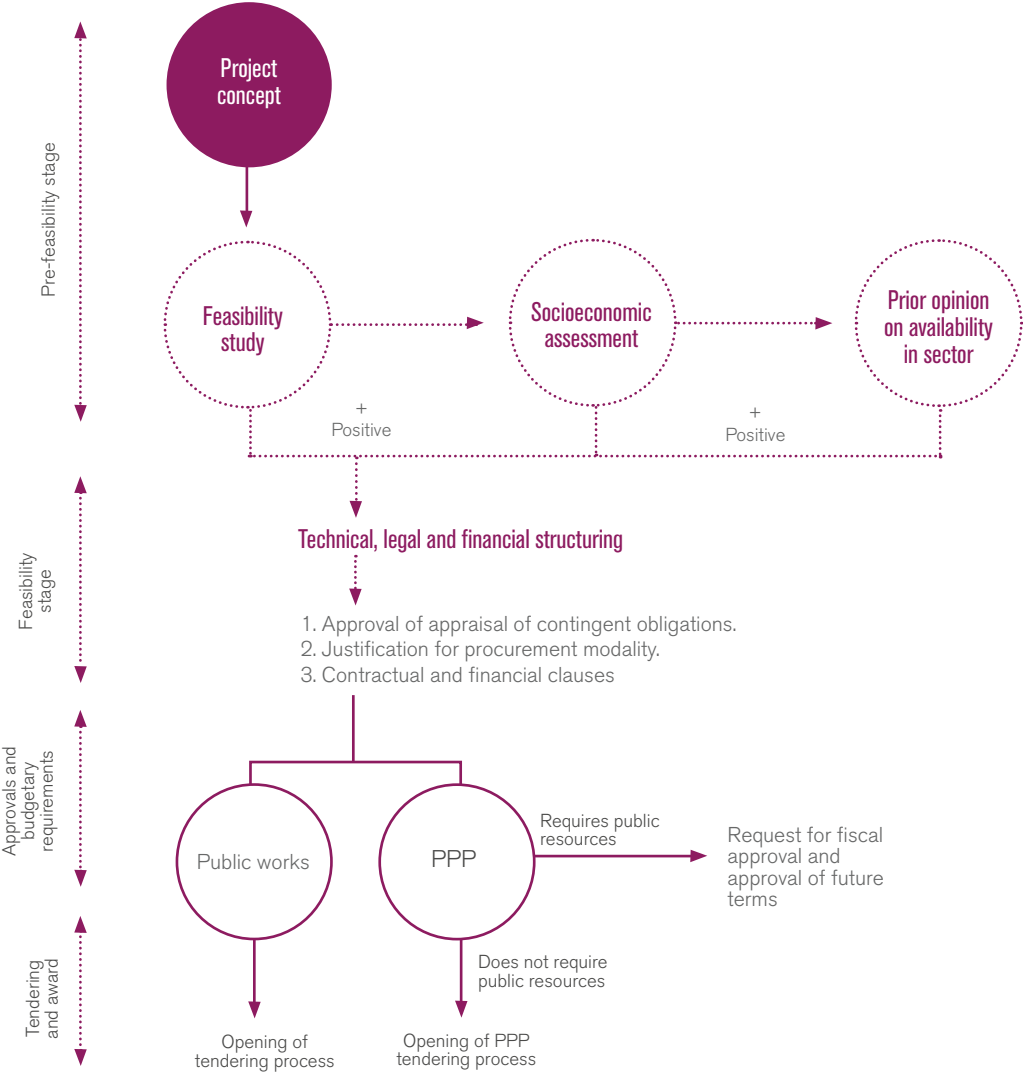 Project
concept
Pre-feasibility stage
Feasibility
study
Socioeconomic
assessment
Prior opinion
on availability
in sector
+
Positive
+
Positive
Feasibility
stage
Technical, legal and financial structuring
1. Approval of appraisal of contingent obligations.
2. Justification for procurement modality.
3. Contractual and financial clauses
Approvals and
budgetary
requirements
Public works
PPP
Requires public
resources
Request for fiscal
approval and
approval of future
terms
Tendering
and award
Does not require
public resources
Opening of
tendering process
Opening of PPP
tendering process